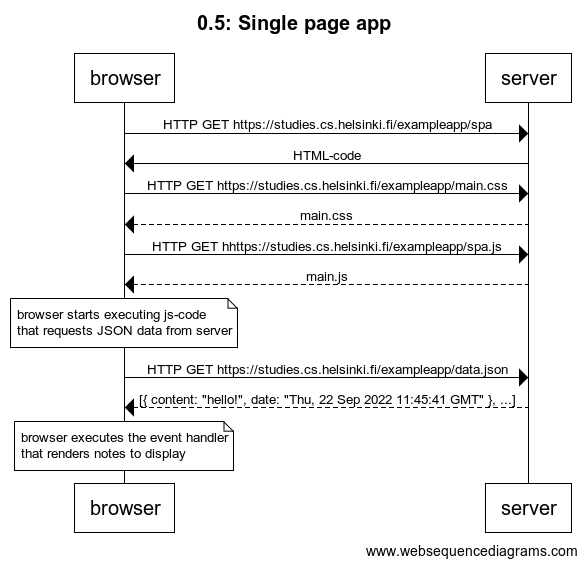 0.5: Single page app
browser
server
HTTP GET https://studies.cs.helsinki.fi/exampleapp/spa
HTML-code
HTTP GET https://studies.cs.helsinki.fi/exampleapp/main.css
main.css
HTTP GET hhttps://studies.cs.helsinki.fi/exampleapp/spa.js
main.js
browser starts executing js-code
that requests JSON data from server
HTTP GET https://studies.cs.helsinki.fi/exampleapp/data.json
[{ content: "hello!", date: "Thu, 22 Sep 2022 11:45:41 GMT" }, ...]
browser executes the event handler
that renders notes to display
browser
server
www.websequencediagrams.com